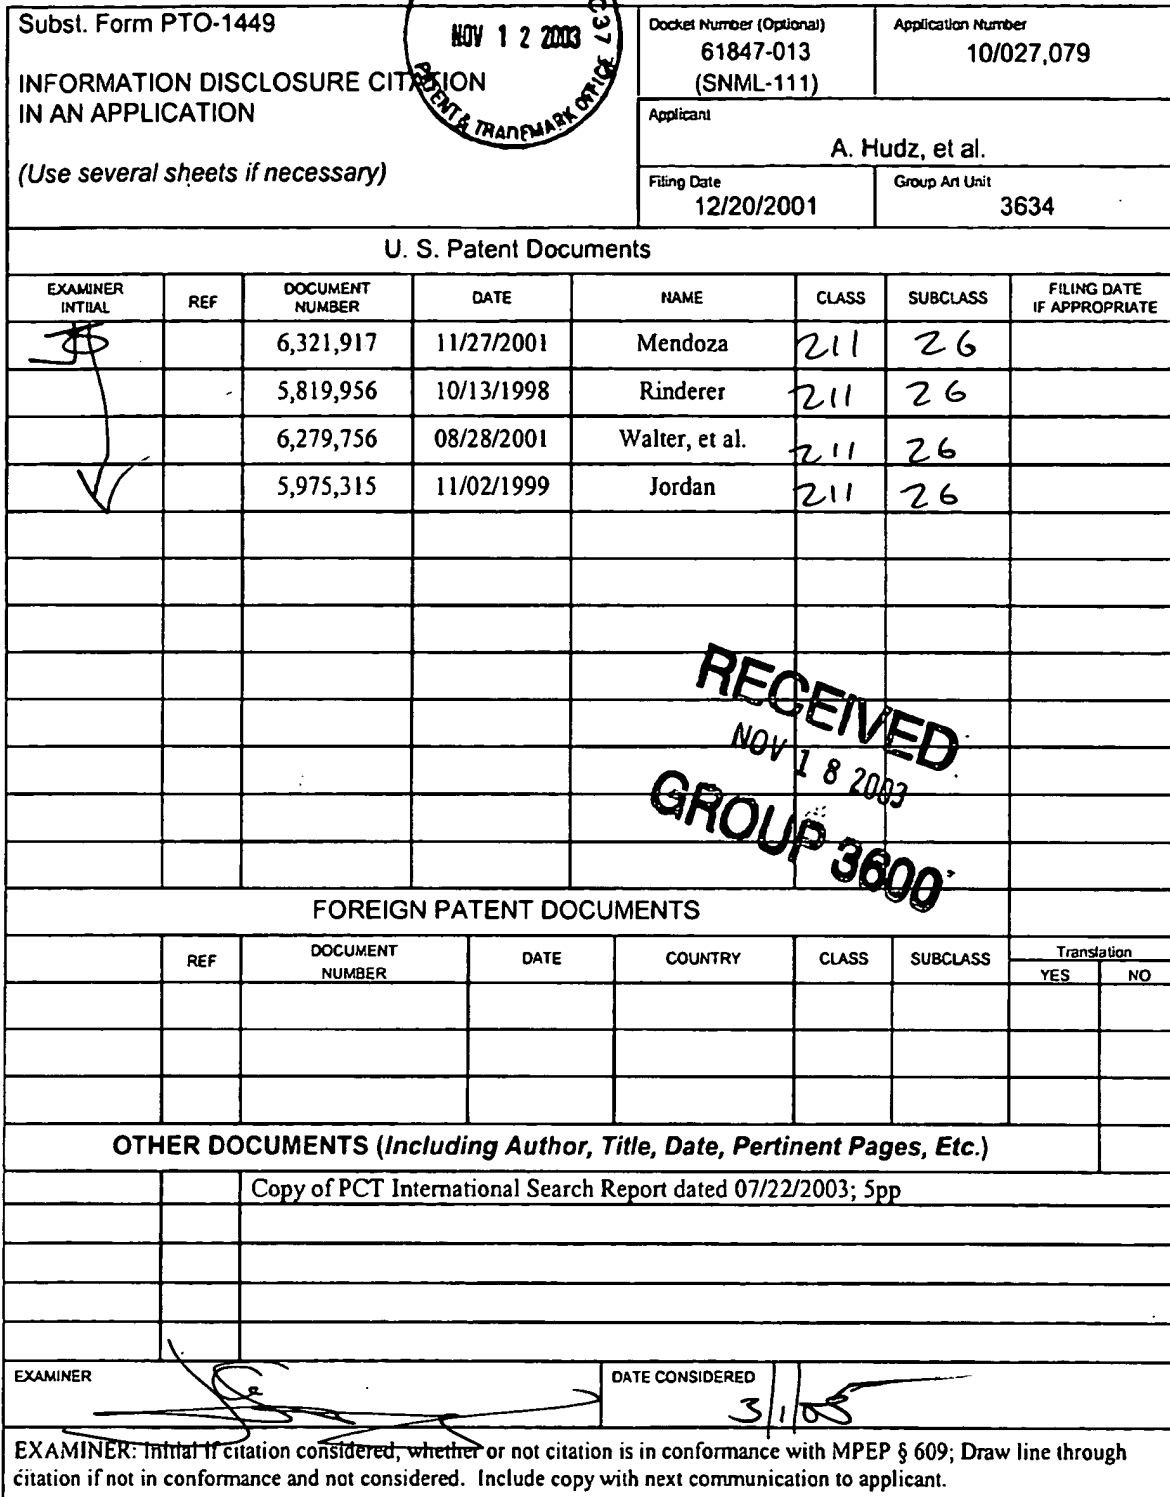 Subst. Form PTO-1449
INFORMATION DISCLOSURE CITATION
IN AN APPLICATION
(Use several sheets if necessary)
NOV 12 2003
PATENT & TRADEMARK OFFICE
Docket Number (Optional)
61847-013
(SNML-111)
Application Number
10/027,079
Applicant
A. Hudz, et al.
Filing Date
12/20/2001
Group Art Unit
3634
U. S. Patent Documents
EXAMINER INTIIAL REF DOCUMENT NUMBER DATE NAME CLASS SUBCLASS FILING DATE IF APPROPRIATE
6,321,917 11/27/2001 Mendoza 211 26
5,819,956 10/13/1998 Rinderer 211 26
6,279,756 08/28/2001 Walter, et al. 211 26
5,975,315 11/02/1999 Jordan 211 26
RECEIVED
NOV 18 2003
GROUP 3600
FOREIGN PATENT DOCUMENTS
REF DOCUMENT NUMBER DATE COUNTRY CLASS SUBCLASS Translation YES NO
OTHER DOCUMENTS (Including Author, Title, Date, Pertinent Pages, Etc.)
Copy of PCT International Search Report dated 07/22/2003; 5pp
EXAMINER
DATE CONSIDERED
EXAMINER: Initial if citation considered, whether or not citation is in conformance with MPEP § 609; Draw line through
citation if not in conformance and not considered. Include copy with next communication to applicant.